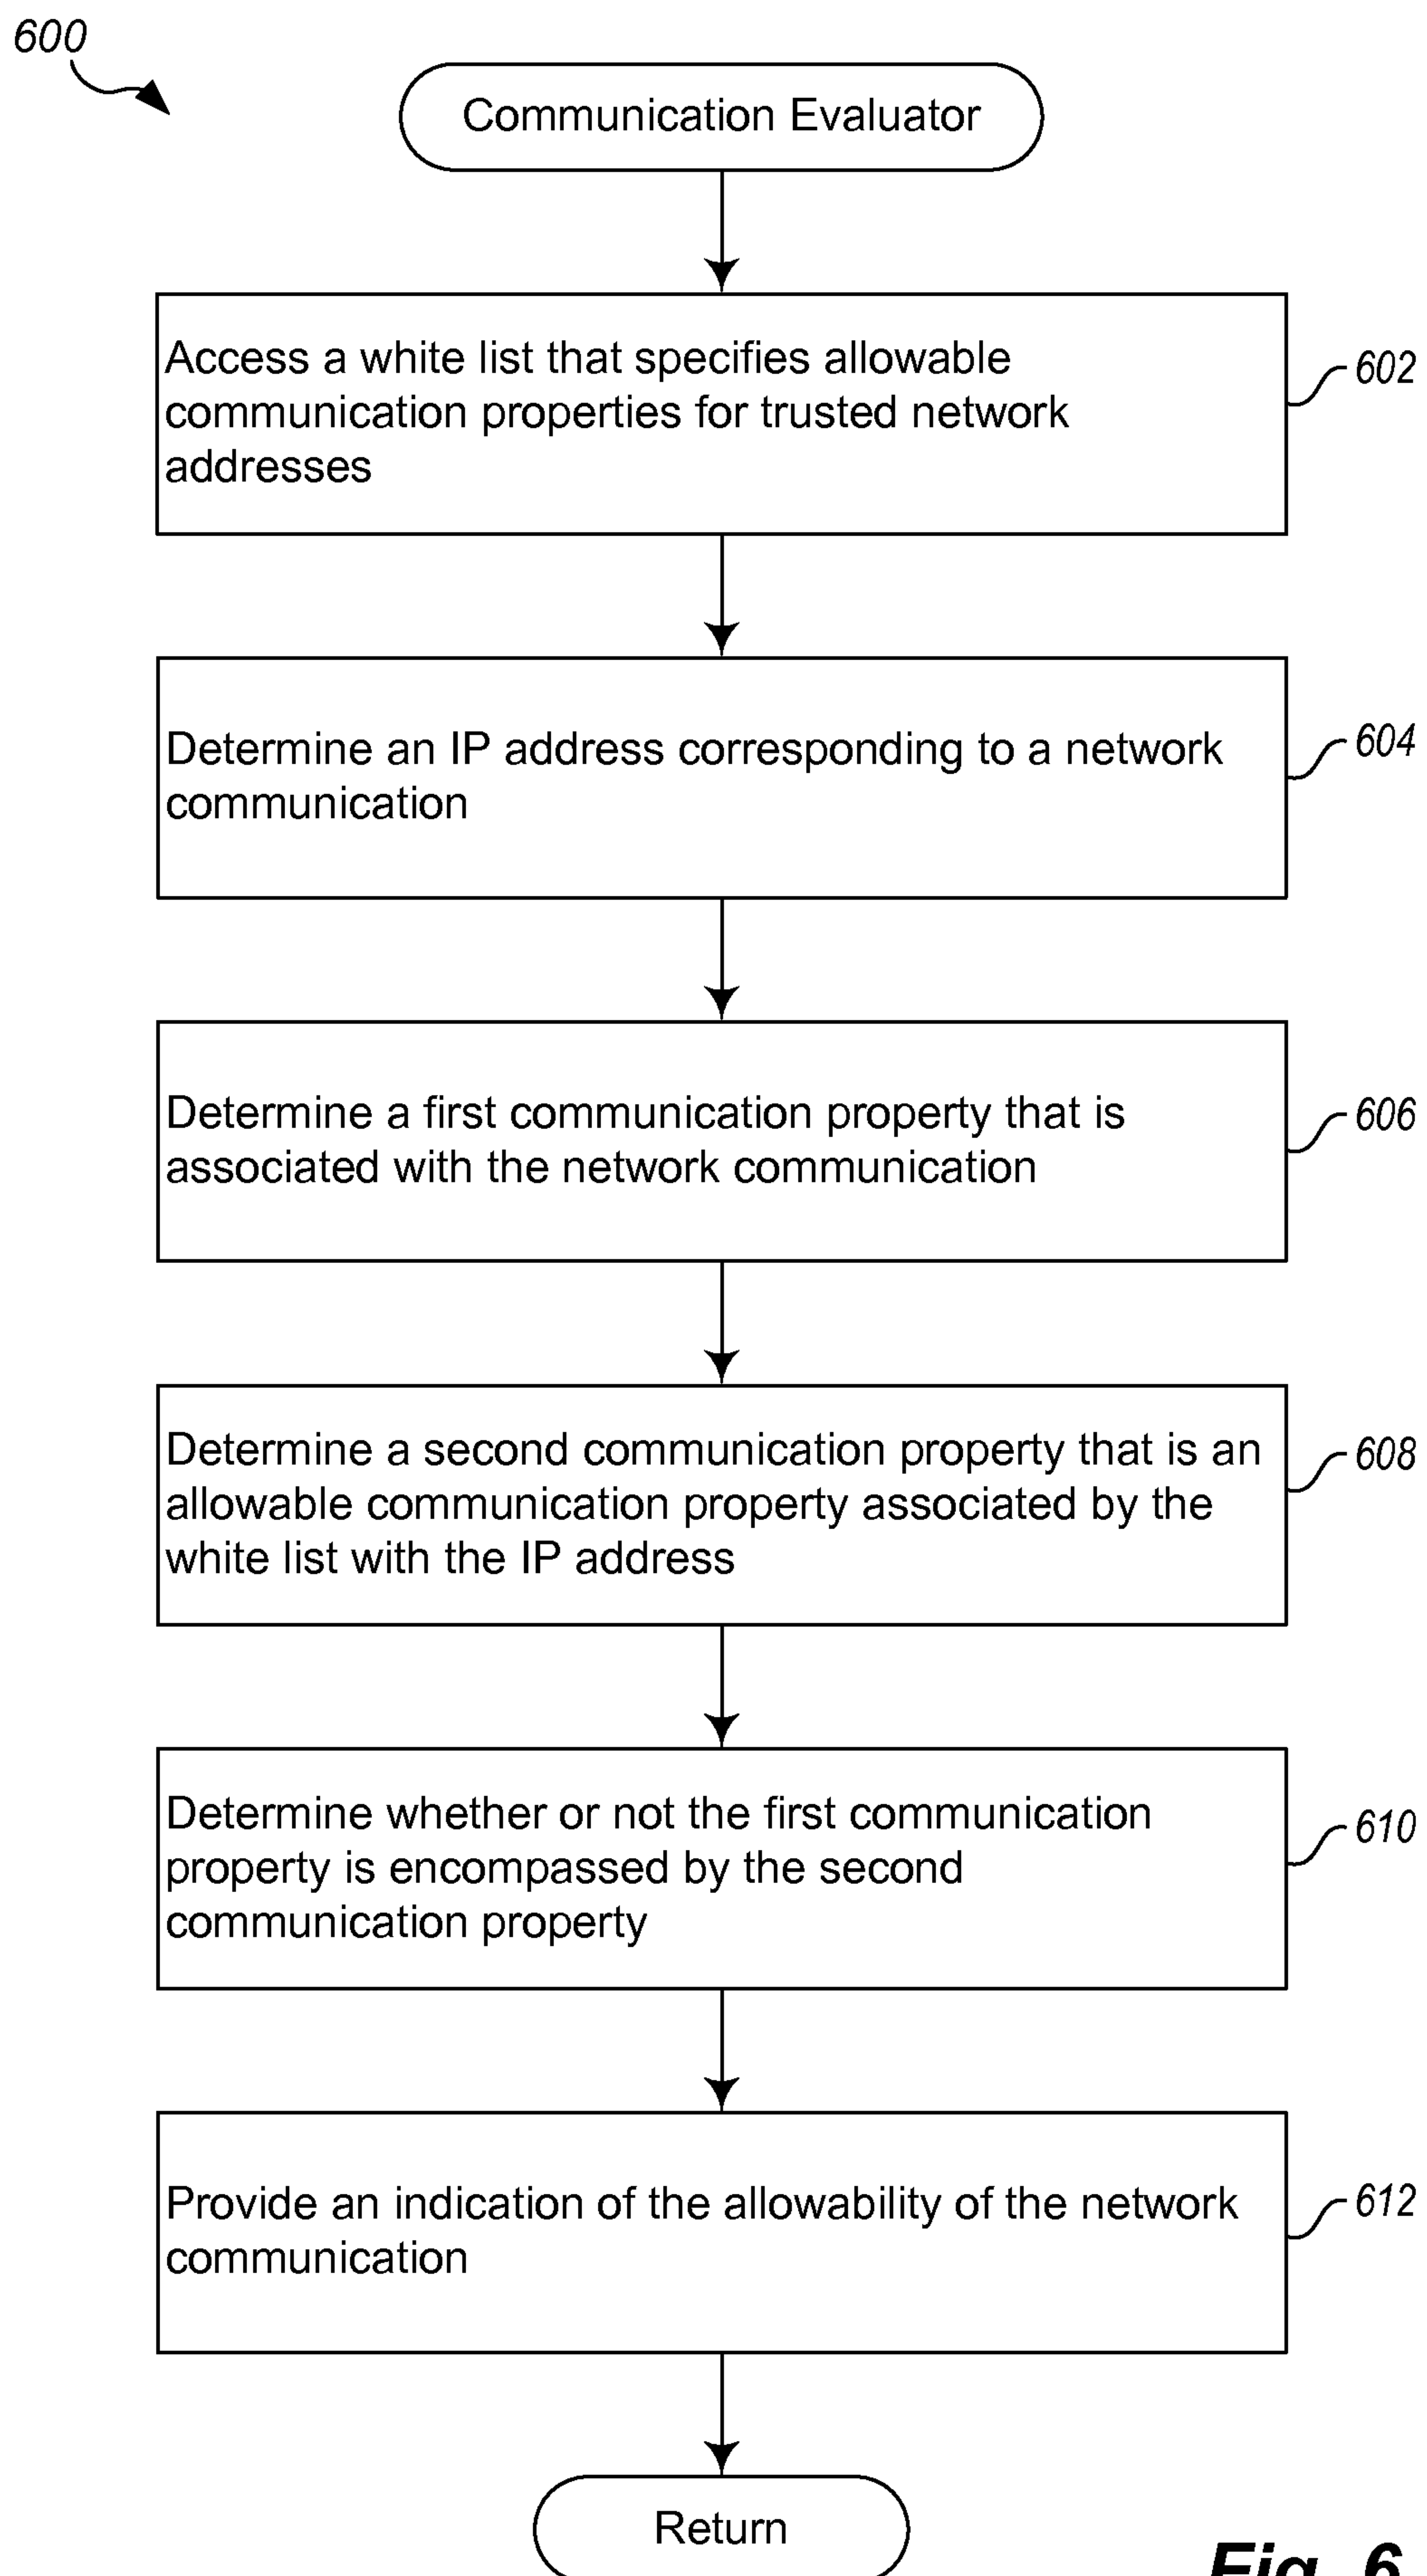 600
Communication Evaluator
Access a white list that specifies allowable
communication properties for trusted network
addresses
602
Determine an IP address corresponding to a network
communication
604
Determine a first communication property that is
associated with the network communication
606
Determine a second communication property that is an
allowable communication property associated by the
white list with the IP address
608
Determine whether or not the first communication
property is encompassed by the second
communication property
610
Provide an indication of the allowability of the network
communication
612
Return
Fig. 6